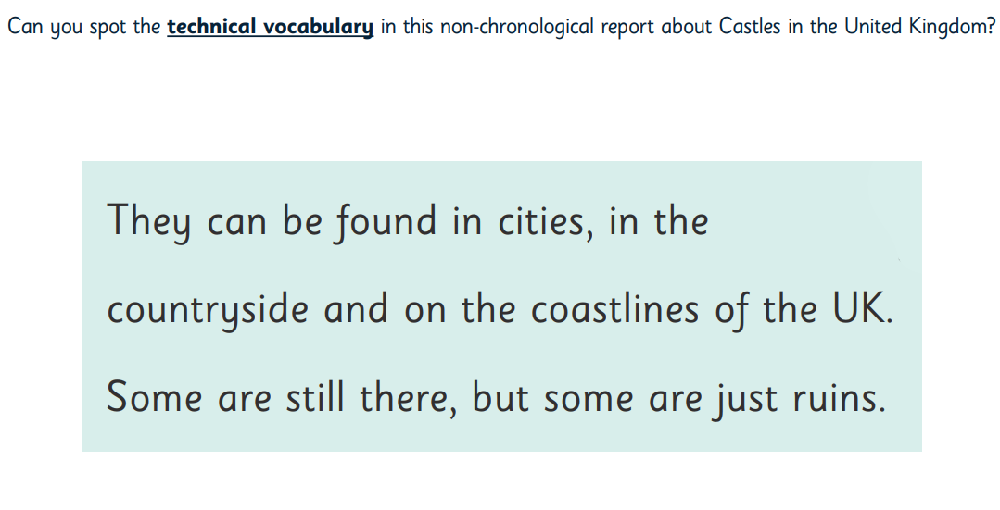 Can you spot the technical vocabulary in this non-chronological report about Castles in the United Kingdom?
They can be found in cities, in the
countryside and on the coastlines of the UK.
Some are still there, but some are just ruins.